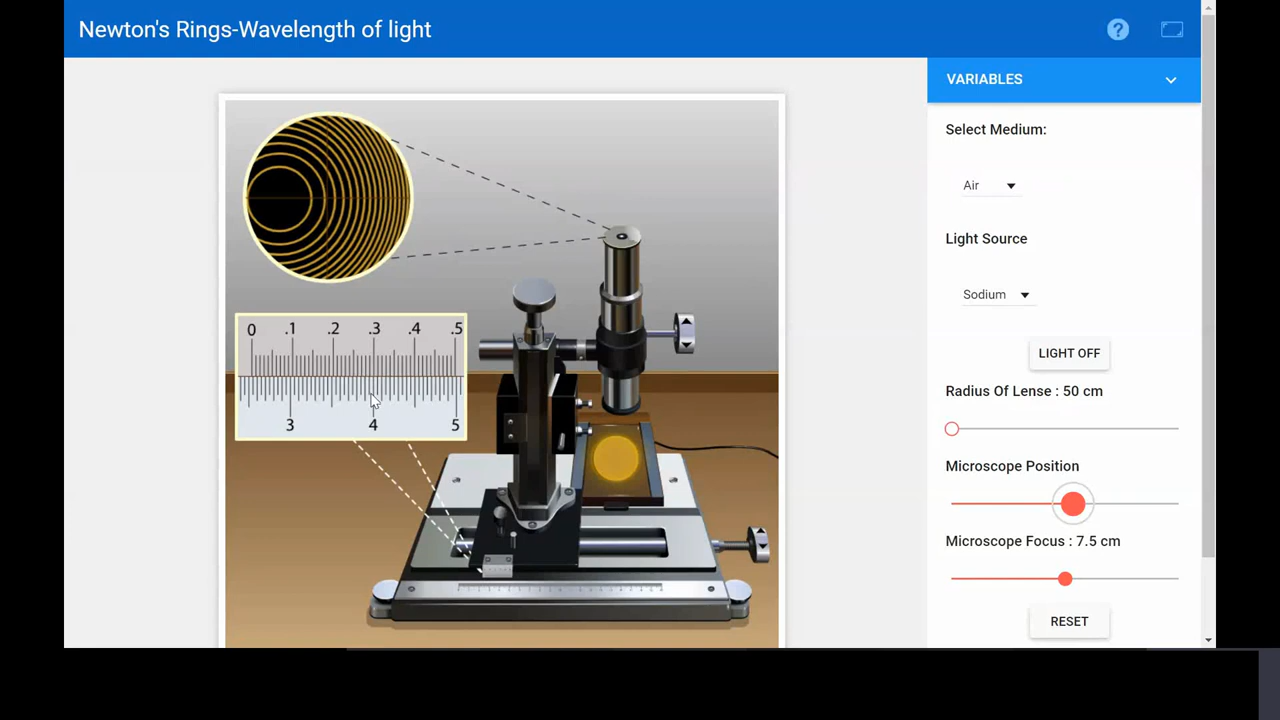 Newton's Rings-Wavelength of light
?
VARIABLES
Select Medium:
Air
Light Source
Sodium
LIGHT OFF
Radius Of Lense : 50 cm
Microscope Position
Microscope Focus : 7.5 cm
RESET
0 .1 .2 .3 .4 .5
3 4 5